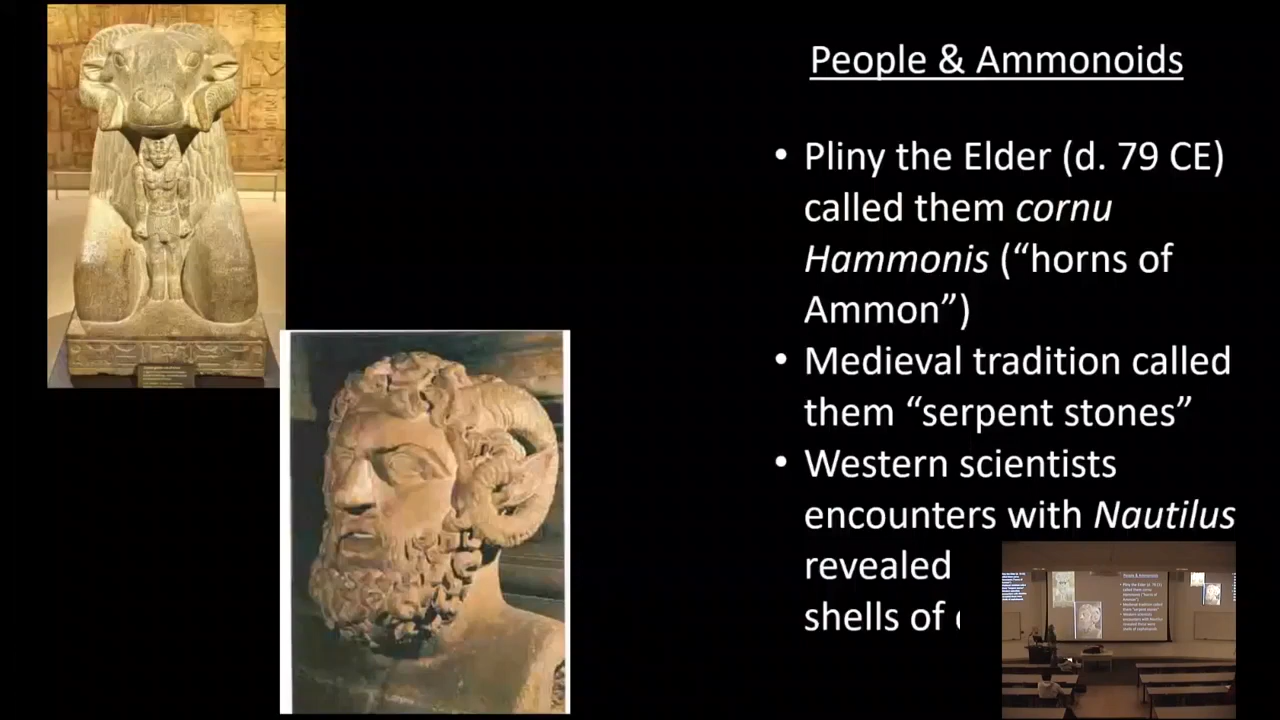 People & Ammonoids
• Pliny the Elder (d. 79 CE)
called them cornu
Hammonis (“horns of
Ammon”)
• Medieval tradition called
them “serpent stones”
• Western scientists
encounters with Nautilus
revealed
shells of